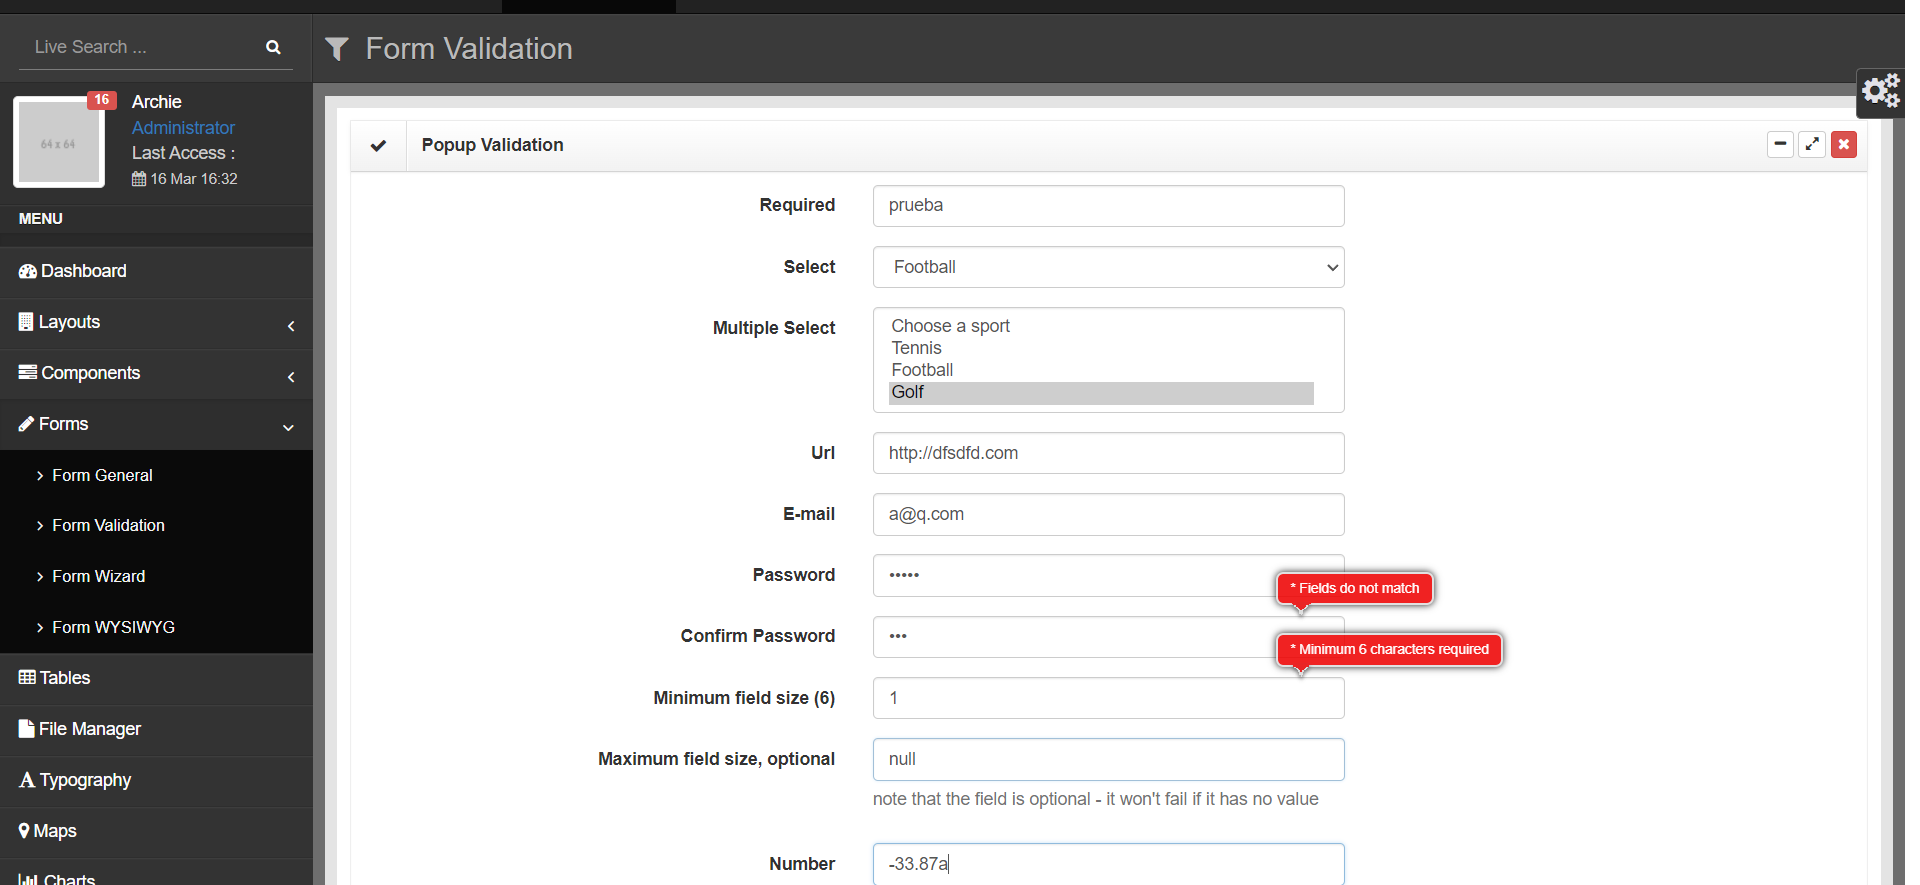 Live Search ...
Form Validation
16
64 x 64
Archie
Administrator
Last Access :
16 Mar 16:32
MENU
Dashboard
Layouts
Components
Forms
Form General
Form Validation
Form Wizard
Form WYSIWYG
Tables
File Manager
Typography
Maps
Charts
Popup Validation
Required
prueba
Select
Football
Multiple Select
Choose a sport
Tennis
Football
Golf
Url
http://dfsdfd.com
E-mail
a@q.com
Password
•••••
* Fields do not match
Confirm Password
•••
* Minimum 6 characters required
Minimum field size (6)
1
Maximum field size, optional
null
note that the field is optional - it won't fail if it has no value
Number
-33.87a